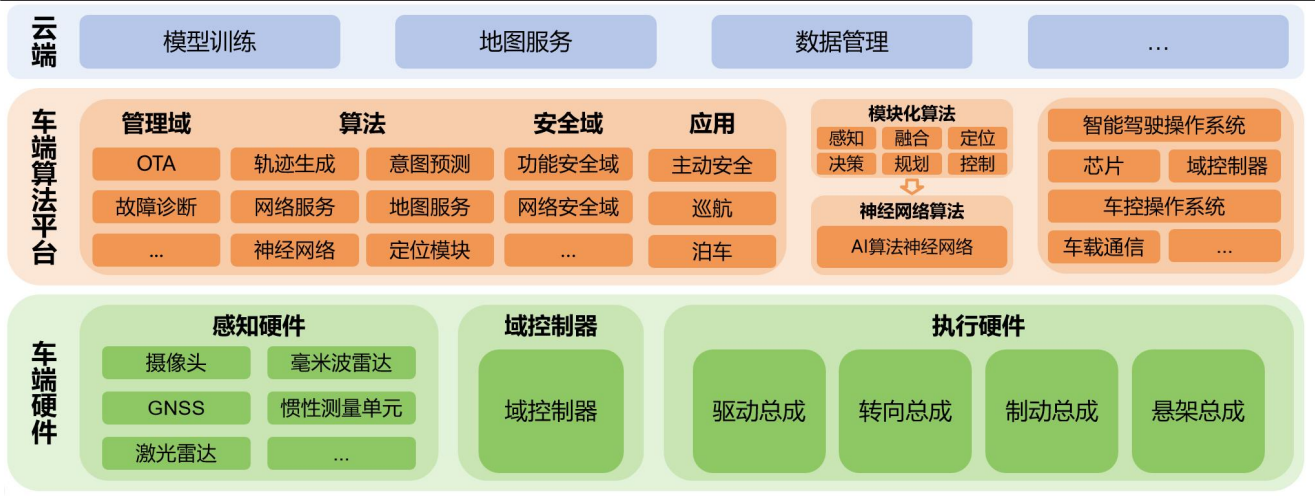 云端
模型训练
地图服务
数据管理
...
车端算法平台
管理域
算法
安全域
应用
OTA
轨迹生成
意图预测
功能安全域
主动安全
故障诊断
网络服务
地图服务
网络安全域
巡航
...
神经网络
定位模块
...
泊车
模块化算法
感知
融合
定位
决策
规划
控制
神经网络算法
AI算法神经网络
智能驾驶操作系统
芯片
域控制器
车控操作系统
车载通信
...
车端硬件
感知硬件
摄像头
毫米波雷达
GNSS
惯性测量单元
激光雷达
...
域控制器
域控制器
执行硬件
驱动总成
转向总成
制动总成
悬架总成